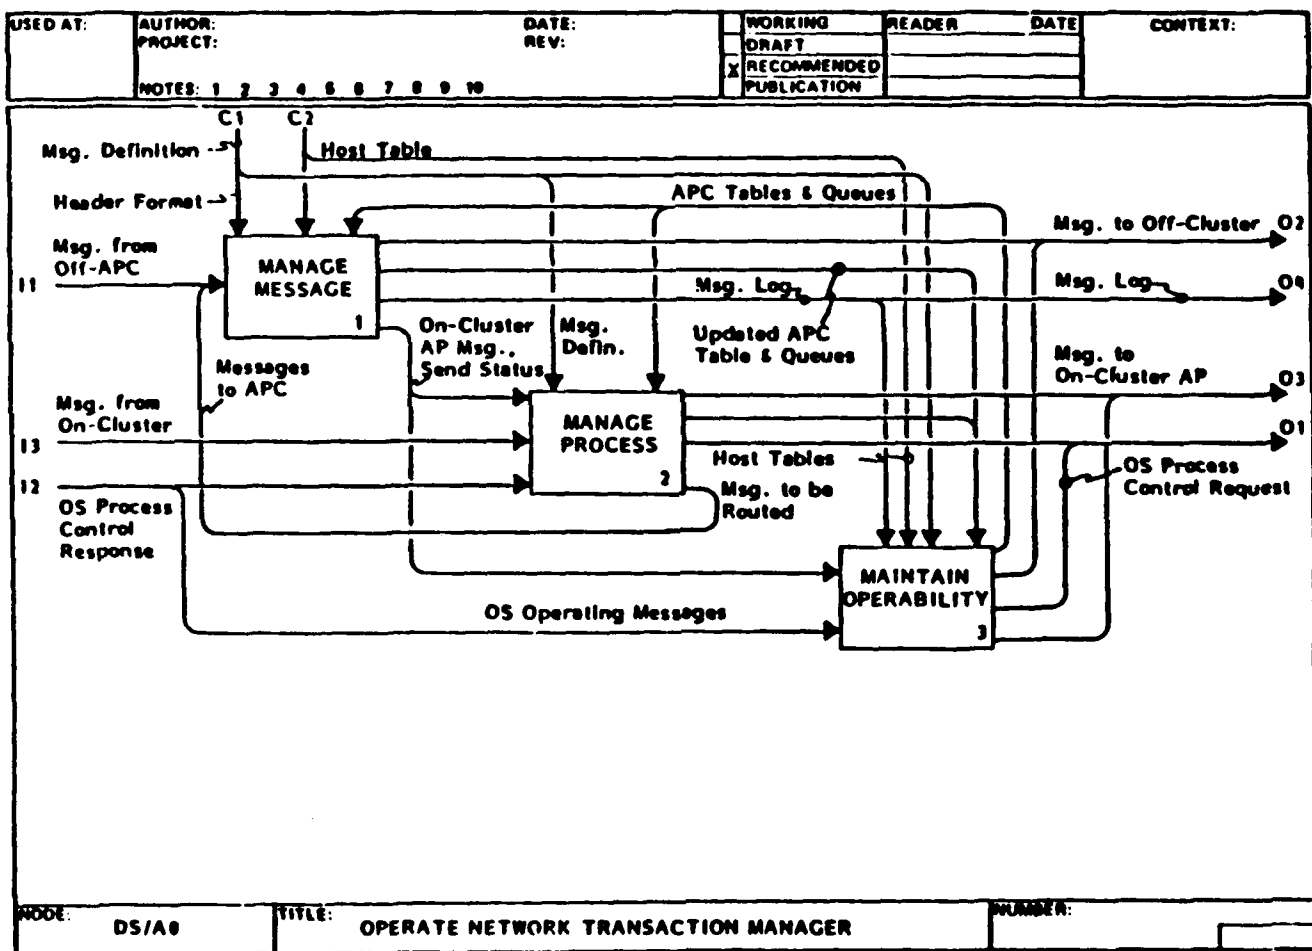 USED AT:
AUTHOR:
PROJECT:
DATE:
REV:
NOTES: 1 2 3 4 5 6 7 8 9 10
WORKING
DRAFT
X RECOMMENDED
PUBLICATION
READER
DATE
CONTEXT:
C1
C2
Msg. Definition
Host Table
Header Format
APC Tables & Queues
Msg. from
Off-APC
I1
MANAGE
MESSAGE
1
Msg. to Off-Cluster
O2
Msg. Log
Msg. Log
O4
On-Cluster
AP Msg.,
Send Status
Msg.
Defin.
Updated APC
Table & Queues
Messages
to APC
Msg. to
On-Cluster AP
O3
Msg. from
On-Cluster
I3
MANAGE
PROCESS
2
O1
I2
Host Tables
OS Process
Control Request
OS Process
Control
Response
Msg. to be
Routed
MAINTAIN
OPERABILITY
3
OS Operating Messages
NODE:
DS/A0
TITLE:
OPERATE NETWORK TRANSACTION MANAGER
NUMBER: